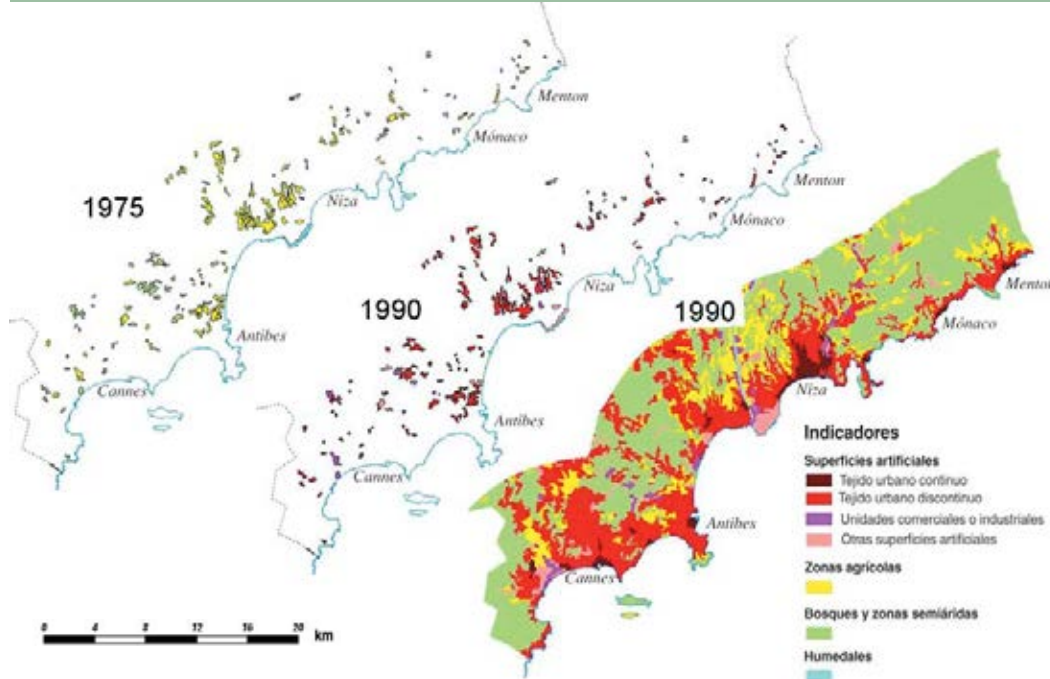 1975
Cannes
Antibes
Niza
Mónaco
Menton
1990
Cannes
Antibes
Niza
Mónaco
Menton
1990
Cannes
Antibes
Niza
Mónaco
Menton
Indicadores
Superficies artificiales
Tejido urbano continuo
Tejido urbano discontinuo
Unidades comerciales o industriales
Otras superficies artificiales
Zonas agrícolas
Bosques y zonas semiáridas
Humedales
0 4 8 12 16 20 km